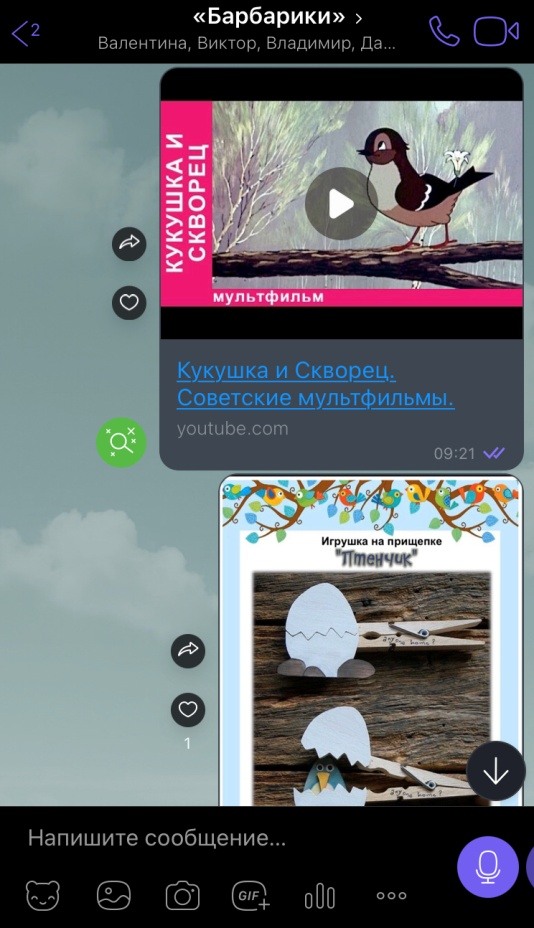 2
«Барбарики» >
Валентина, Виктор, Владимир, Да...
КУКУШКА И
СКВОРЕЦ
мультфильм
Кукушка и Скворец.
Советские мультфильмы.
youtube.com
09:21
Игрушка на прищепке
"Птенчик"
1
Напишите сообщение...
GIF